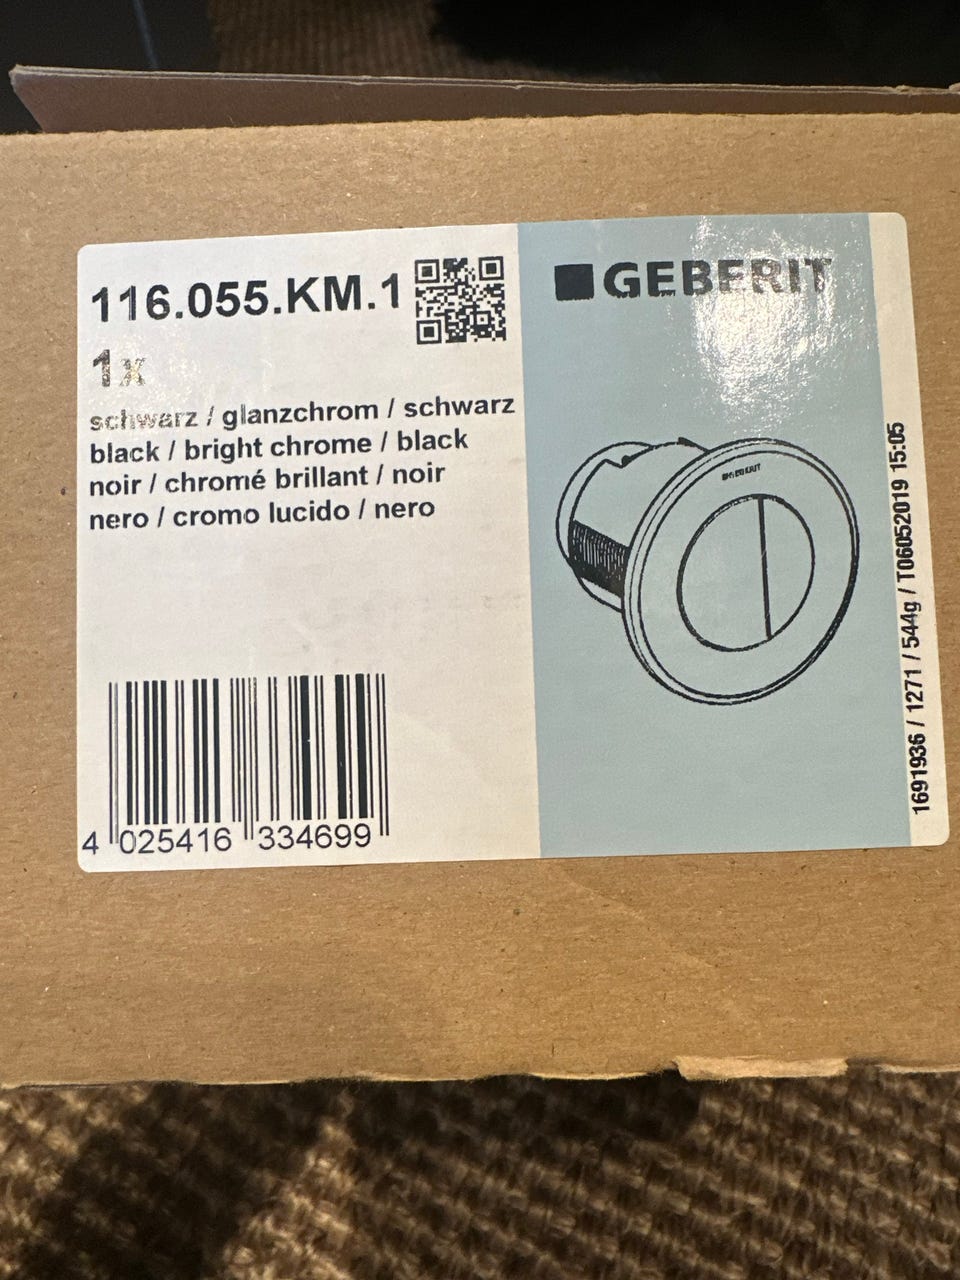 116.055.KM.1
1x
schwarz / glanzchrom / schwarz
black / bright chrome / black
noir / chromé brillant / noir
nero / cromo lucido / nero
4 025416 334699
GEBERIT
GEBERIT
1691936 / 1271 / 544g / T06052019 15:05